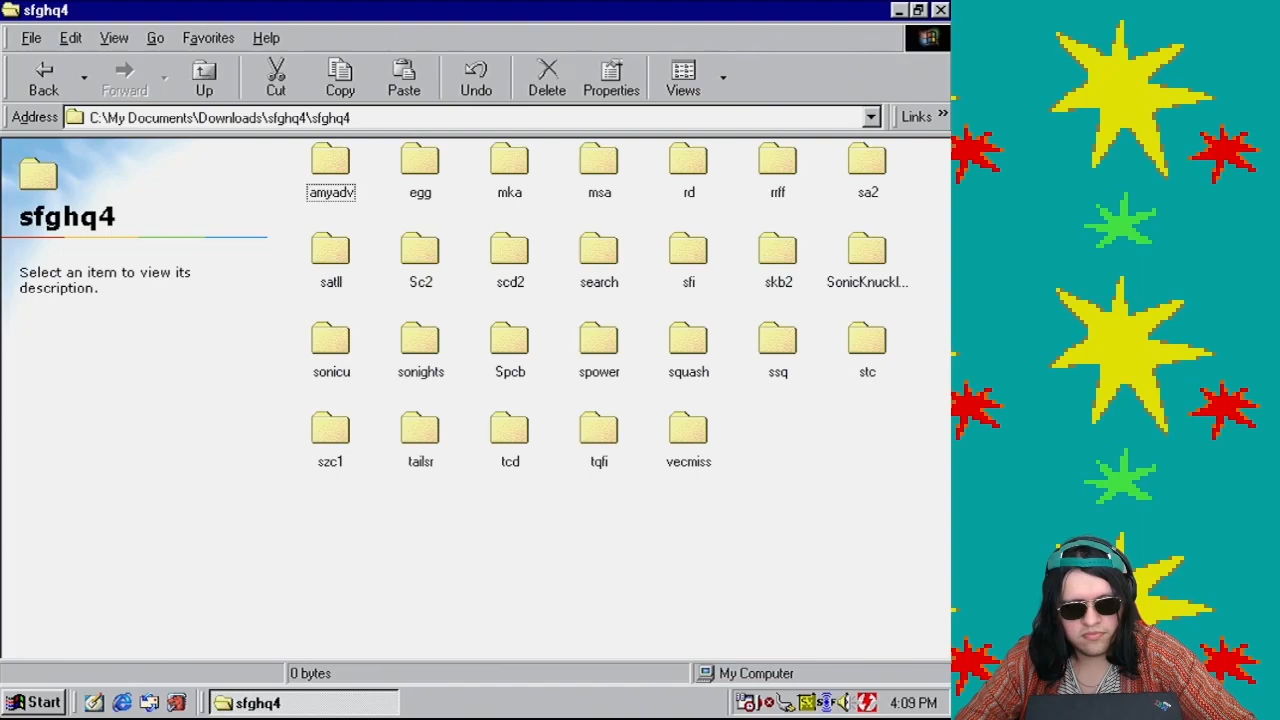 sfghq4
File Edit View Go Favorites Help
Back Forward Up Cut Copy Paste Undo Delete Properties Views
Address C:\My Documents\Downloads\sfghq4\sfghq4 Links »
sfghq4
Select an item to view its
description.
amyadv egg mka msa rd rrff sa2
satll Sc2 scd2 search sfi skb2 SonicKnuckl...
sonicu sonights Spcb spower squash ssq stc
szc1 tailsr tcd tqfi vecmiss
0 bytes My Computer
Start sfghq4 4:09 PM